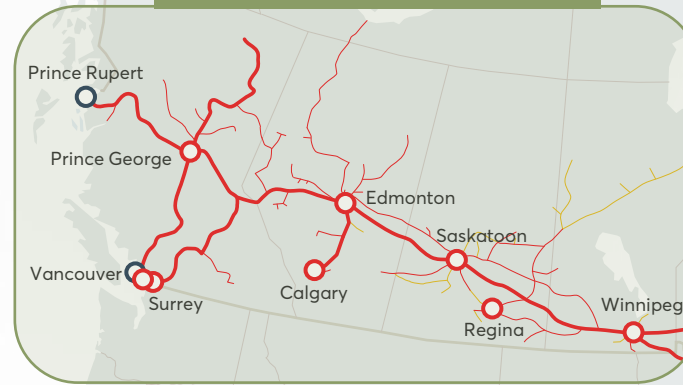 Prince Rupert
Prince George
Edmonton
Saskatoon
Vancouver
Calgary
Surrey
Winnipeg
Regina